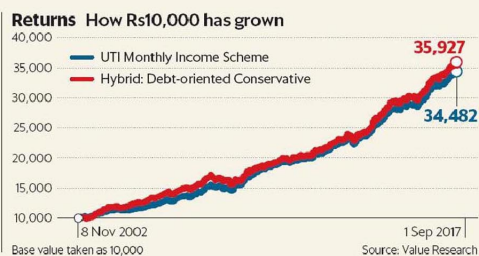 Returns How Rs10,000 has grown
40,000
35,927
35,000
UTI Monthly Income Scheme
Hybrid: Debt-oriented Conservative
30,000
34,482
25,000
20,000
15,000
10,000
8 Nov 2002
1 Sep 2017
Base value taken as 10,000
Source: Value Research